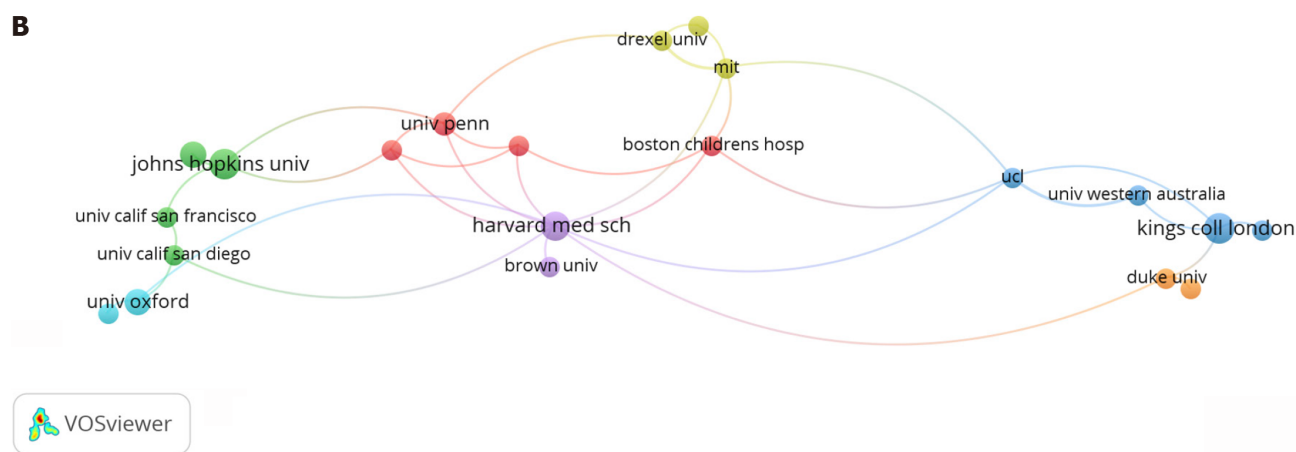 B
drexel univ
mit
univ penn
boston childrens hosp
johns hopkins univ
ucl
univ western australia
univ calif san francisco
harvard med sch
kings coll london
univ calif san diego
brown univ
duke univ
univ oxford
VOSviewer